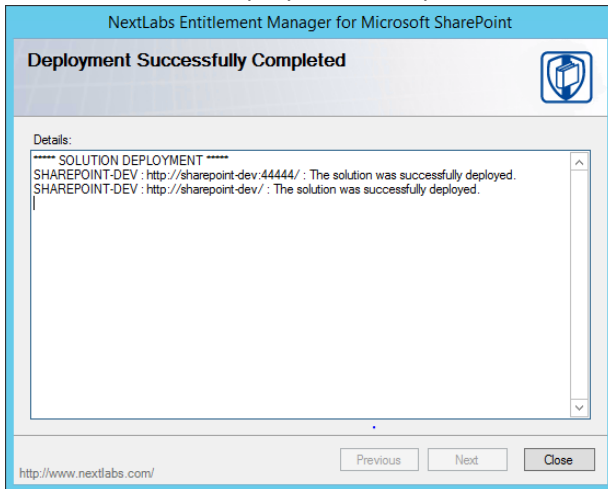 NextLabs Entitlement Manager for Microsoft SharePoint
Deployment Successfully Completed
Details:
***** SOLUTION DEPLOYMENT *****
SHAREPOINT-DEV : http://sharepoint-dev:44444/ : The solution was successfully deployed.
SHAREPOINT-DEV : http://sharepoint-dev/ : The solution was successfully deployed.
Previous Next Close
http://www.nextlabs.com/